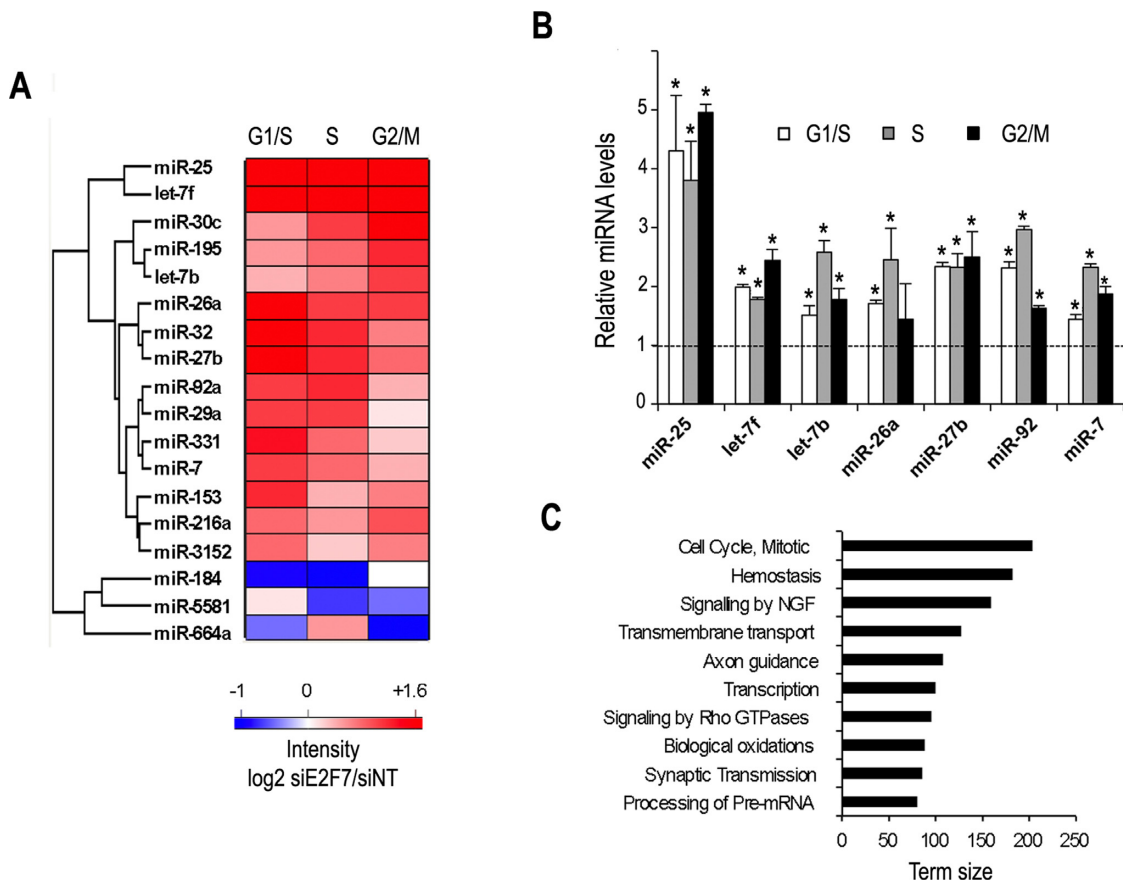 A
G1/S S G2/M
miR-25
let-7f
miR-30c
miR-195
let-7b
miR-26a
miR-32
miR-27b
miR-92a
miR-29a
miR-331
miR-7
miR-153
miR-216a
miR-3152
miR-184
miR-5581
miR-664a
-1 0 +1.6
Intensity
log2 siE2F7/siNT
B
Relative miRNA levels
5
4
3
2
1
0
* * * * * * * * * * * * * * * * * * * *
G1/S S G2/M
miR-25 let-7f let-7b miR-26a miR-27b miR-92 miR-7
C
Cell Cycle, Mitotic
Hemostasis
Signalling by NGF
Transmembrane transport
Axon guidance
Transcription
Signaling by Rho GTPases
Biological oxidations
Synaptic Transmission
Processing of Pre-mRNA
0 50 100 150 200 250
Term size